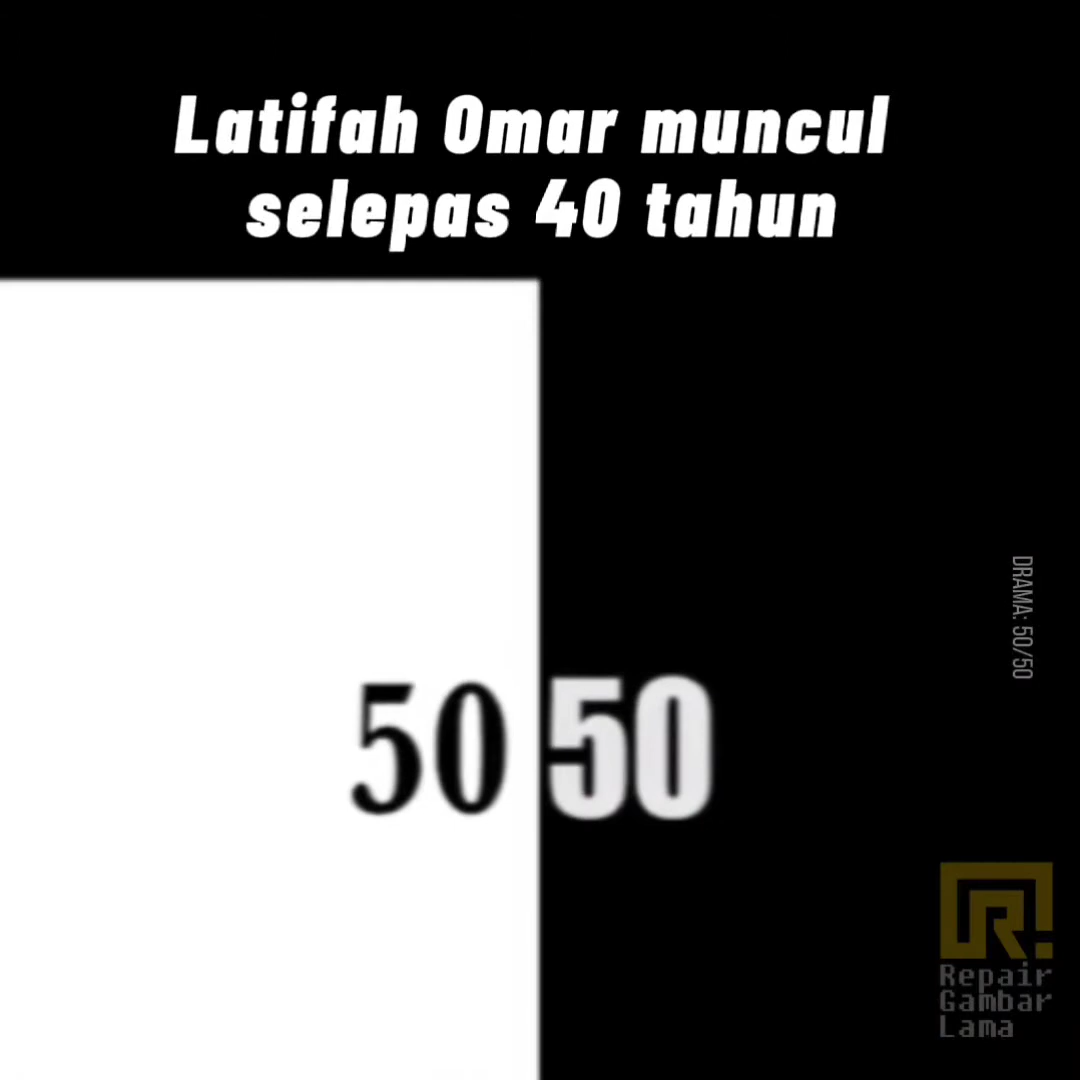 Latifah Omar muncul
selepas 40 tahun
DRAMA: 50/50
50 50
R.
Repair
Gambar
Lama